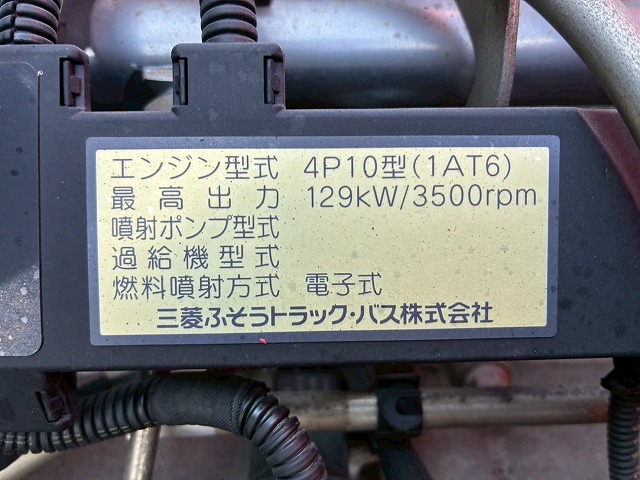 エンジン型式 4P10型(1AT6)
最高出力 129kW/3500rpm
噴射ポンプ型式
過給機型式
燃料噴射方式 電子式
三菱ふそうトラック・バス株式会社